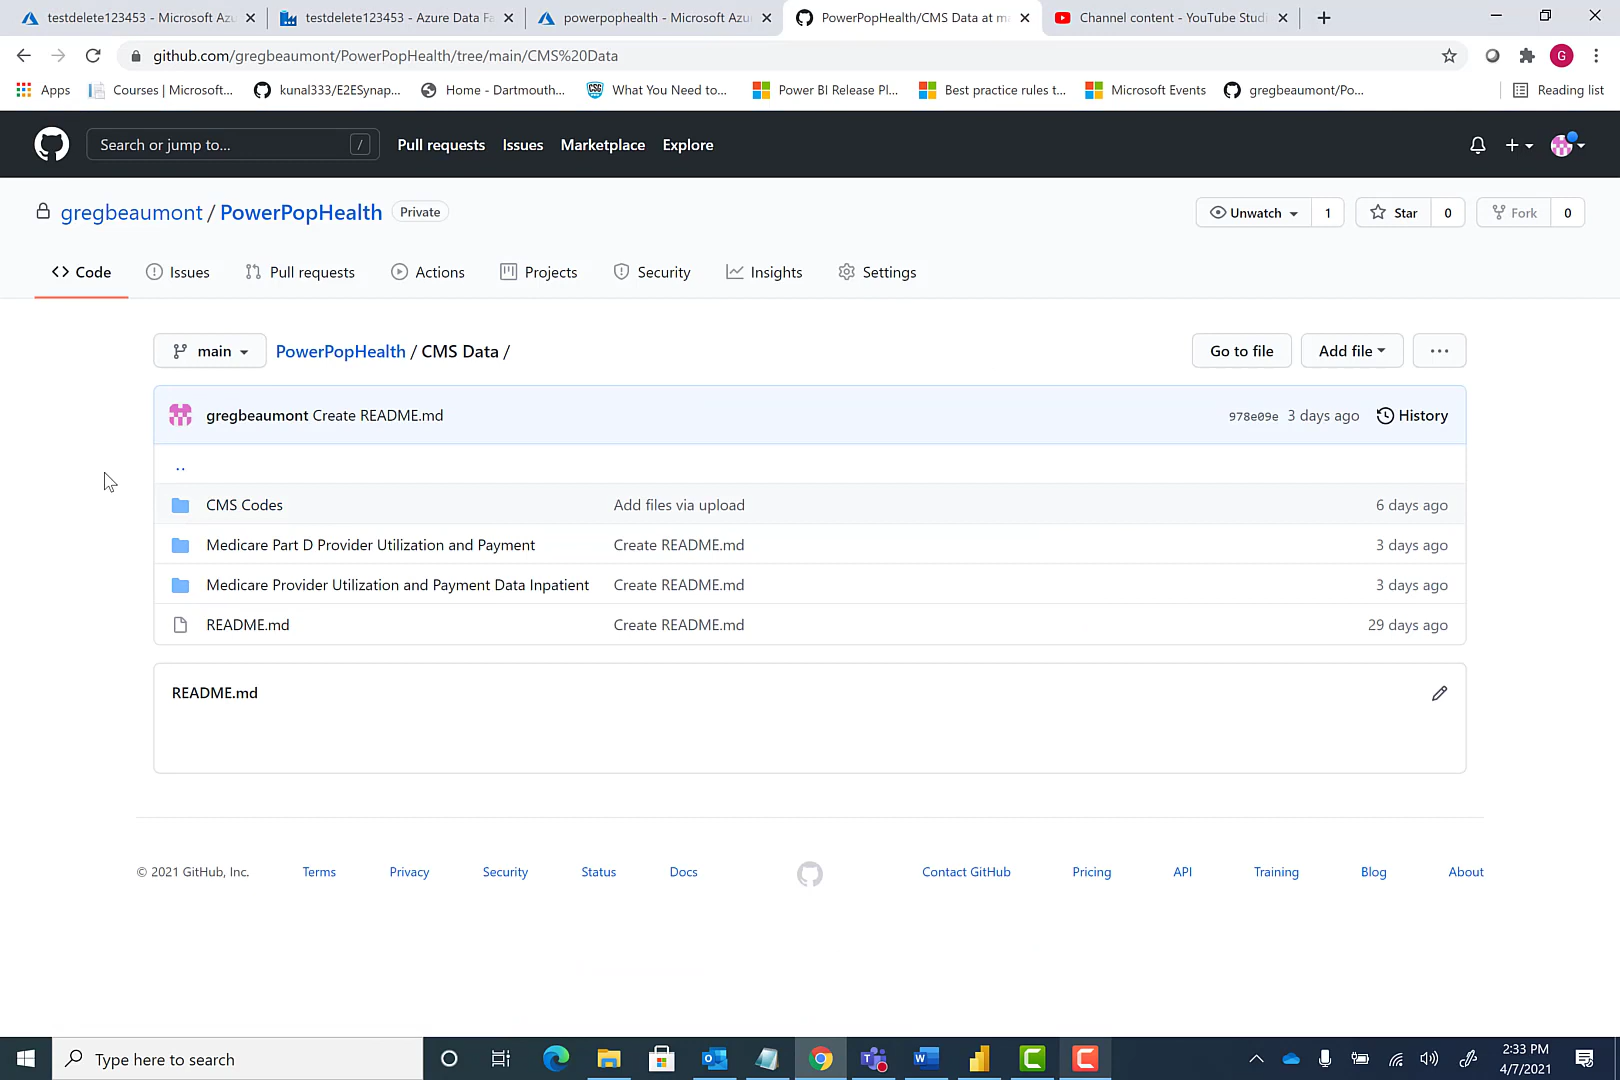 testdelete123453 - Microsoft Az
testdelete123453 - Azure Data Fa
powerpophealth - Microsoft Azu
PowerPopHealth/CMS Data at m
Channel content - YouTube Studi
github.com/gregbeaumont/PowerPopHealth/tree/main/CMS%20Data
G
Apps
Courses | Microsoft...
kunal333/E2ESynap...
Home - Dartmouth...
What You Need to...
Power BI Release Pl...
Best practice rules t...
Microsoft Events
gregbeaumont/Po...
Reading list
Search or jump to...
/
Pull requests
Issues
Marketplace
Explore
gregbeaumont / PowerPopHealth
Private
Unwatch
1
Star
0
Fork
0
Code
Issues
Pull requests
Actions
Projects
Security
Insights
Settings
main
PowerPopHealth / CMS Data /
Go to file
Add file
gregbeaumont Create README.md
978e09e 3 days ago
History
..
CMS Codes
Add files via upload
6 days ago
Medicare Part D Provider Utilization and Payment
Create README.md
3 days ago
Medicare Provider Utilization and Payment Data Inpatient
Create README.md
3 days ago
README.md
Create README.md
29 days ago
README.md
© 2021 GitHub, Inc.
Terms
Privacy
Security
Status
Docs
Contact GitHub
Pricing
API
Training
Blog
About
Type here to search
2:33 PM
4/7/2021